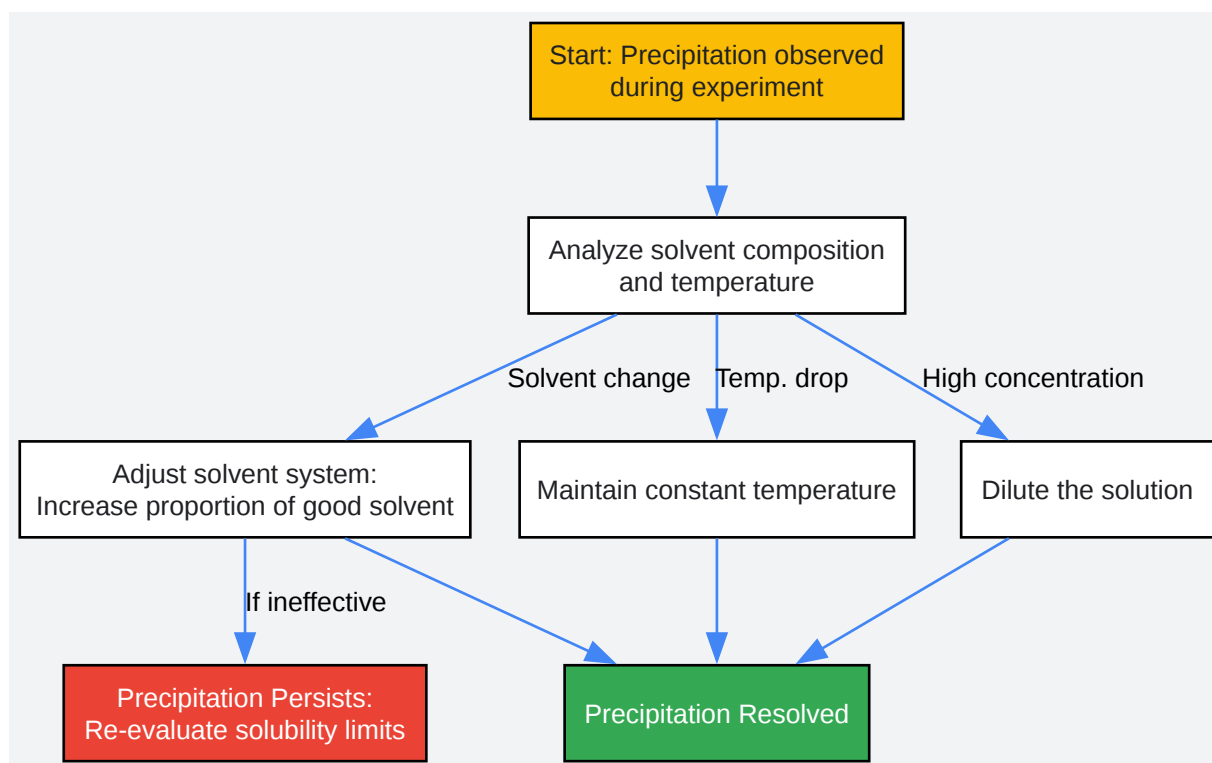 Start: Precipitation observed
during experiment
Analyze solvent composition
and temperature
Solvent change
Temp. drop
High concentration
Adjust solvent system:
Increase proportion of good solvent
Maintain constant temperature
Dilute the solution
If ineffective
Precipitation Persists:
Re-evaluate solubility limits
Precipitation Resolved